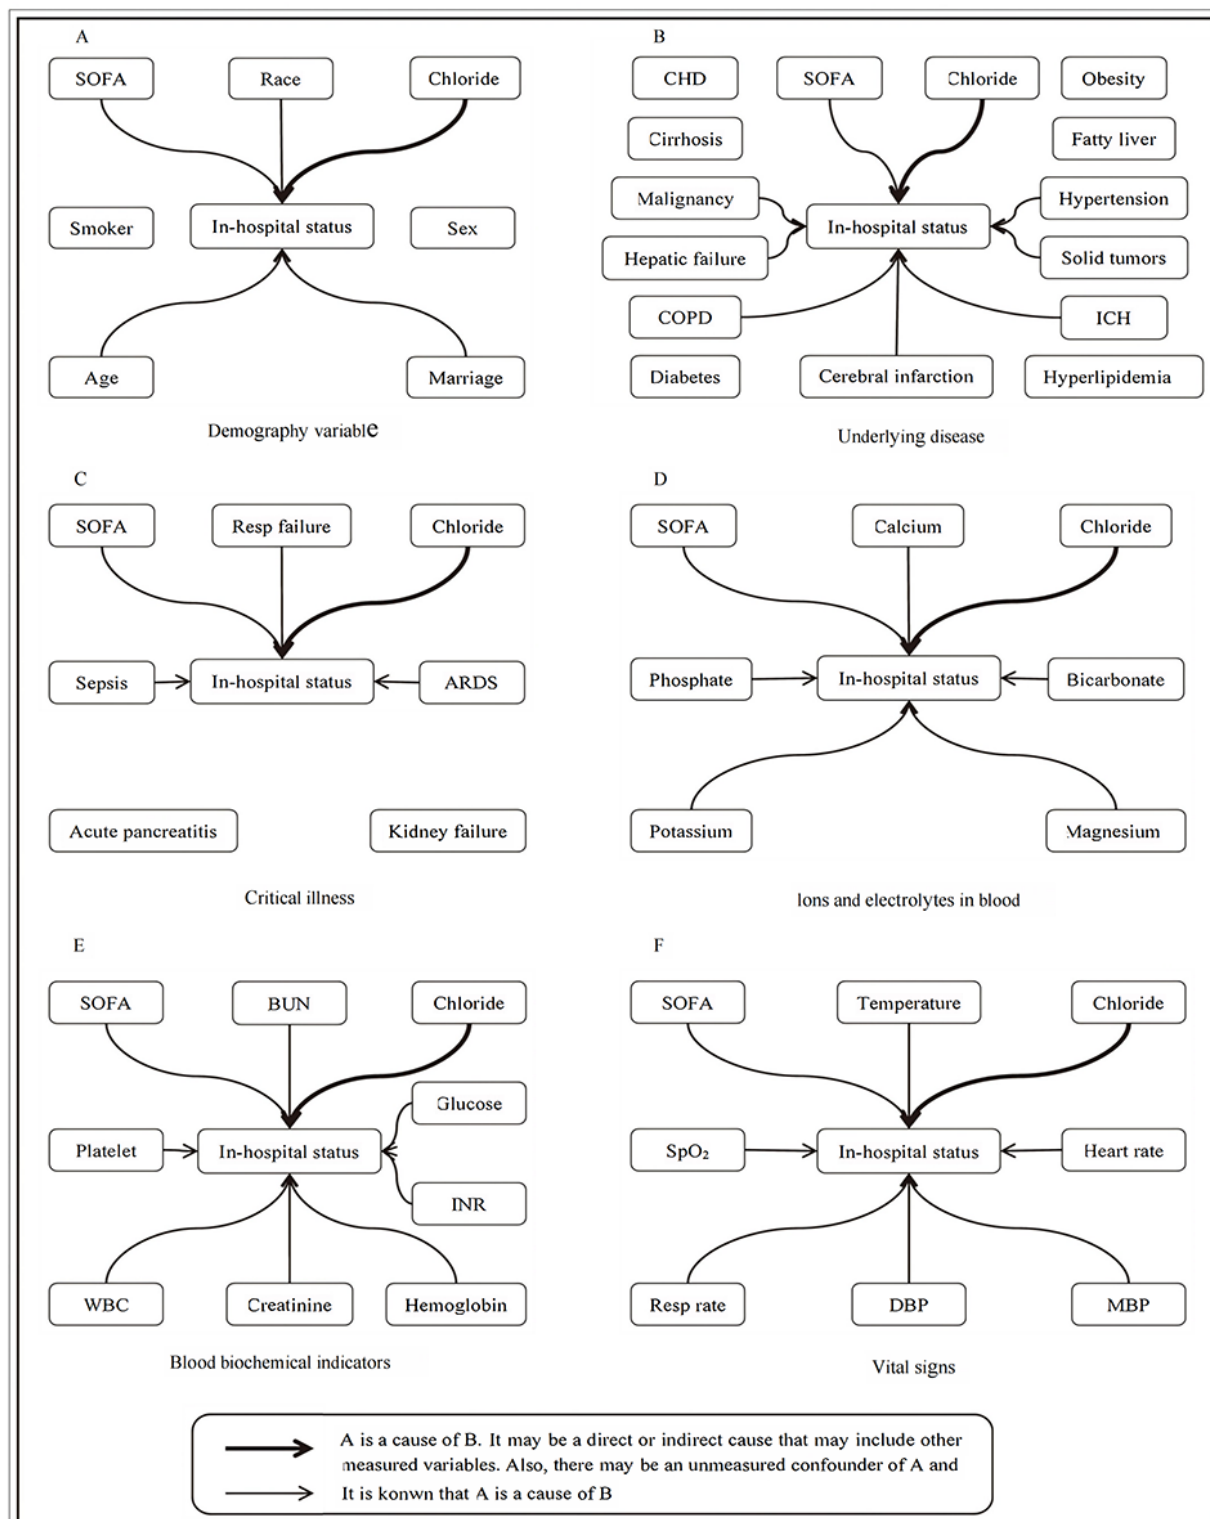 A
SOFA
Race
Chloride
Smoker
In-hospital status
Sex
Age
Marriage
Demography variable
B
CHD
SOFA
Chloride
Obesity
Cirrhosis
Fatty liver
Malignancy
In-hospital status
Hypertension
Hepatic failure
Solid tumors
COPD
ICH
Diabetes
Cerebral infarction
Hyperlipidemia
Underlying disease
C
SOFA
Resp failure
Chloride
Sepsis
In-hospital status
ARDS
Acute pancreatitis
Kidney failure
Critical illness
D
SOFA
Calcium
Chloride
Phosphate
In-hospital status
Bicarbonate
Potassium
Magnesium
Ions and electrolytes in blood
E
SOFA
BUN
Chloride
Glucose
Platelet
In-hospital status
INR
WBC
Creatinine
Hemoglobin
Blood biochemical indicators
F
SOFA
Temperature
Chloride
SpO₂
In-hospital status
Heart rate
Resp rate
DBP
MBP
Vital signs
A is a cause of B. It may be a direct or indirect cause that may include other
measured variables. Also, there may be an unmeasured confounder of A and
It is konwn that A is a cause of B